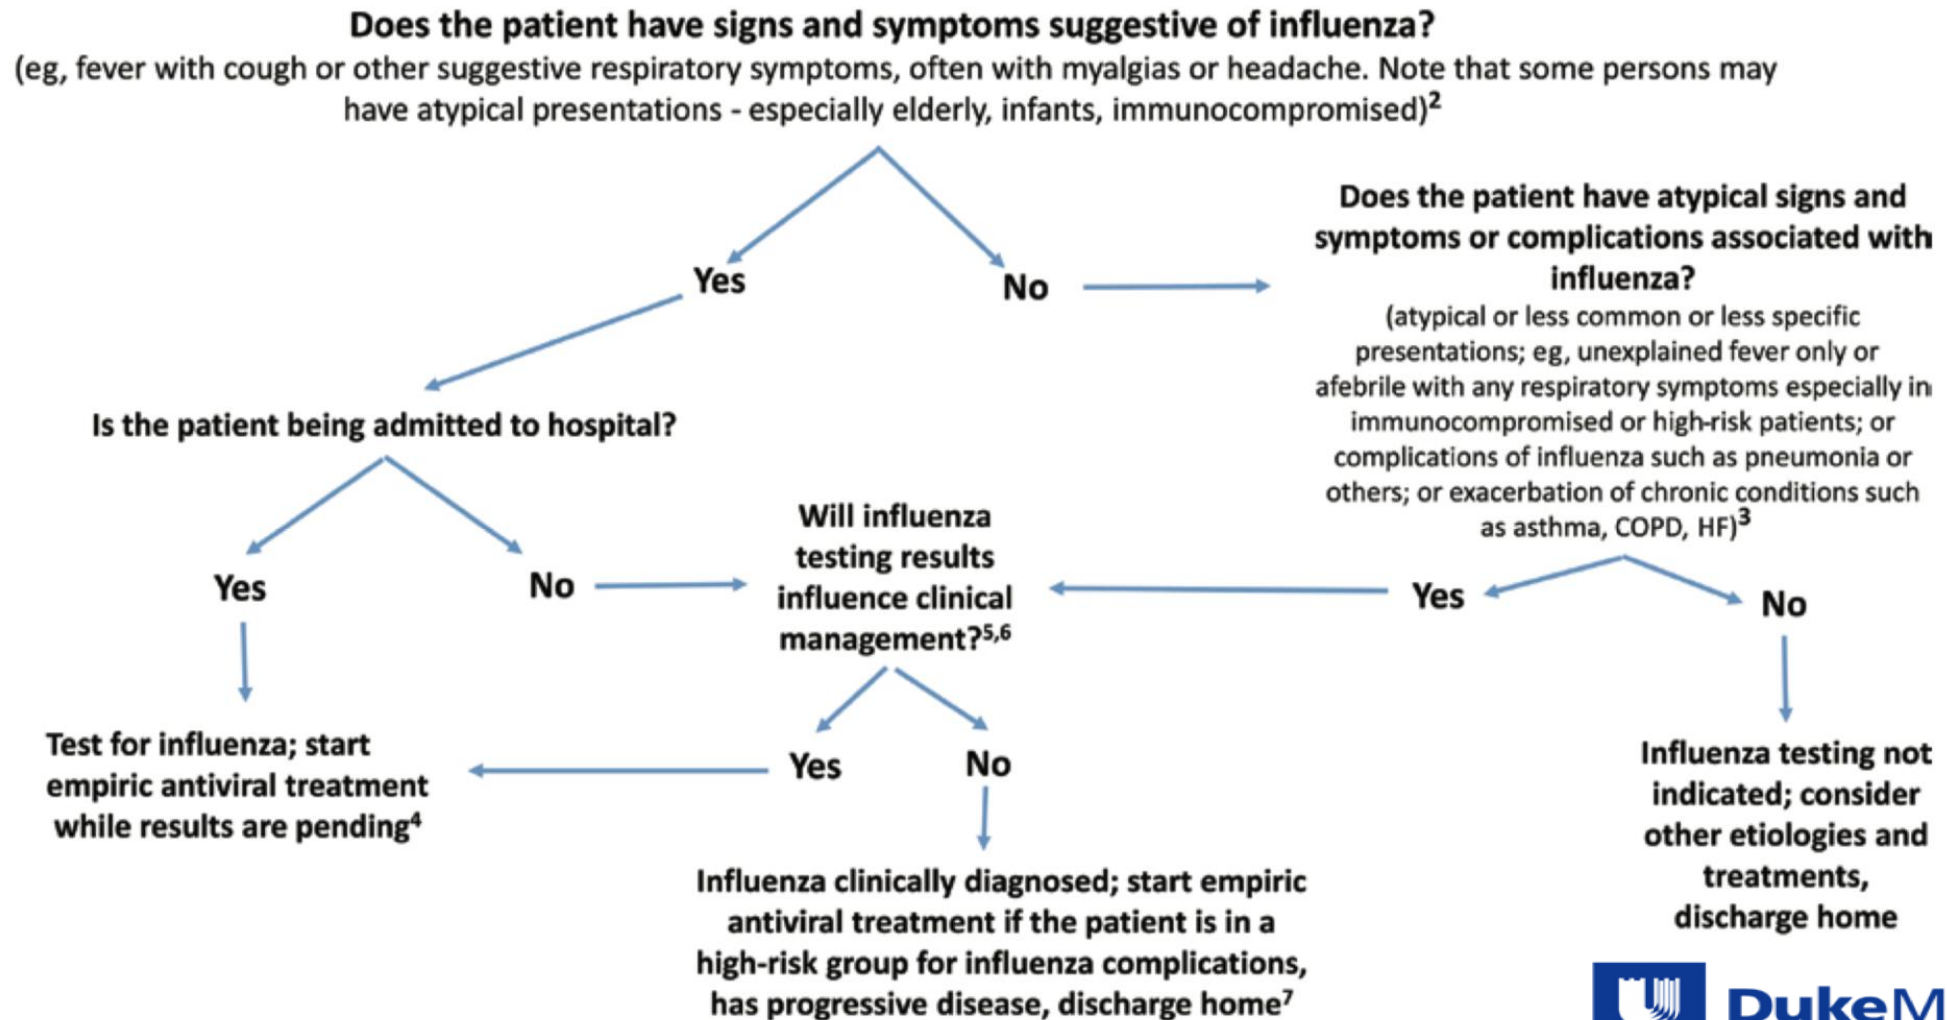 Does the patient have signs and symptoms suggestive of influenza?
(eg, fever with cough or other suggestive respiratory symptoms, often with myalgias or headache. Note that some persons may
have atypical presentations - especially elderly, infants, immunocompromised)²
Yes
No
Does the patient have atypical signs and
symptoms or complications associated with
influenza?
(atypical or less common or less specific
presentations; eg, unexplained fever only or
afebrile with any respiratory symptoms especially in
immunocompromised or high-risk patients; or
complications of influenza such as pneumonia or
others; or exacerbation of chronic conditions such
as asthma, COPD, HF)³
Is the patient being admitted to hospital?
Yes
No
Will influenza
testing results
influence clinical
management?⁵,⁶
Yes
No
Test for influenza; start
empiric antiviral treatment
while results are pending⁴
Yes
No
Influenza clinically diagnosed; start empiric
antiviral treatment if the patient is in a
high-risk group for influenza complications,
has progressive disease, discharge home⁷
Influenza testing not
indicated; consider
other etiologies and
treatments,
discharge home
DukeM